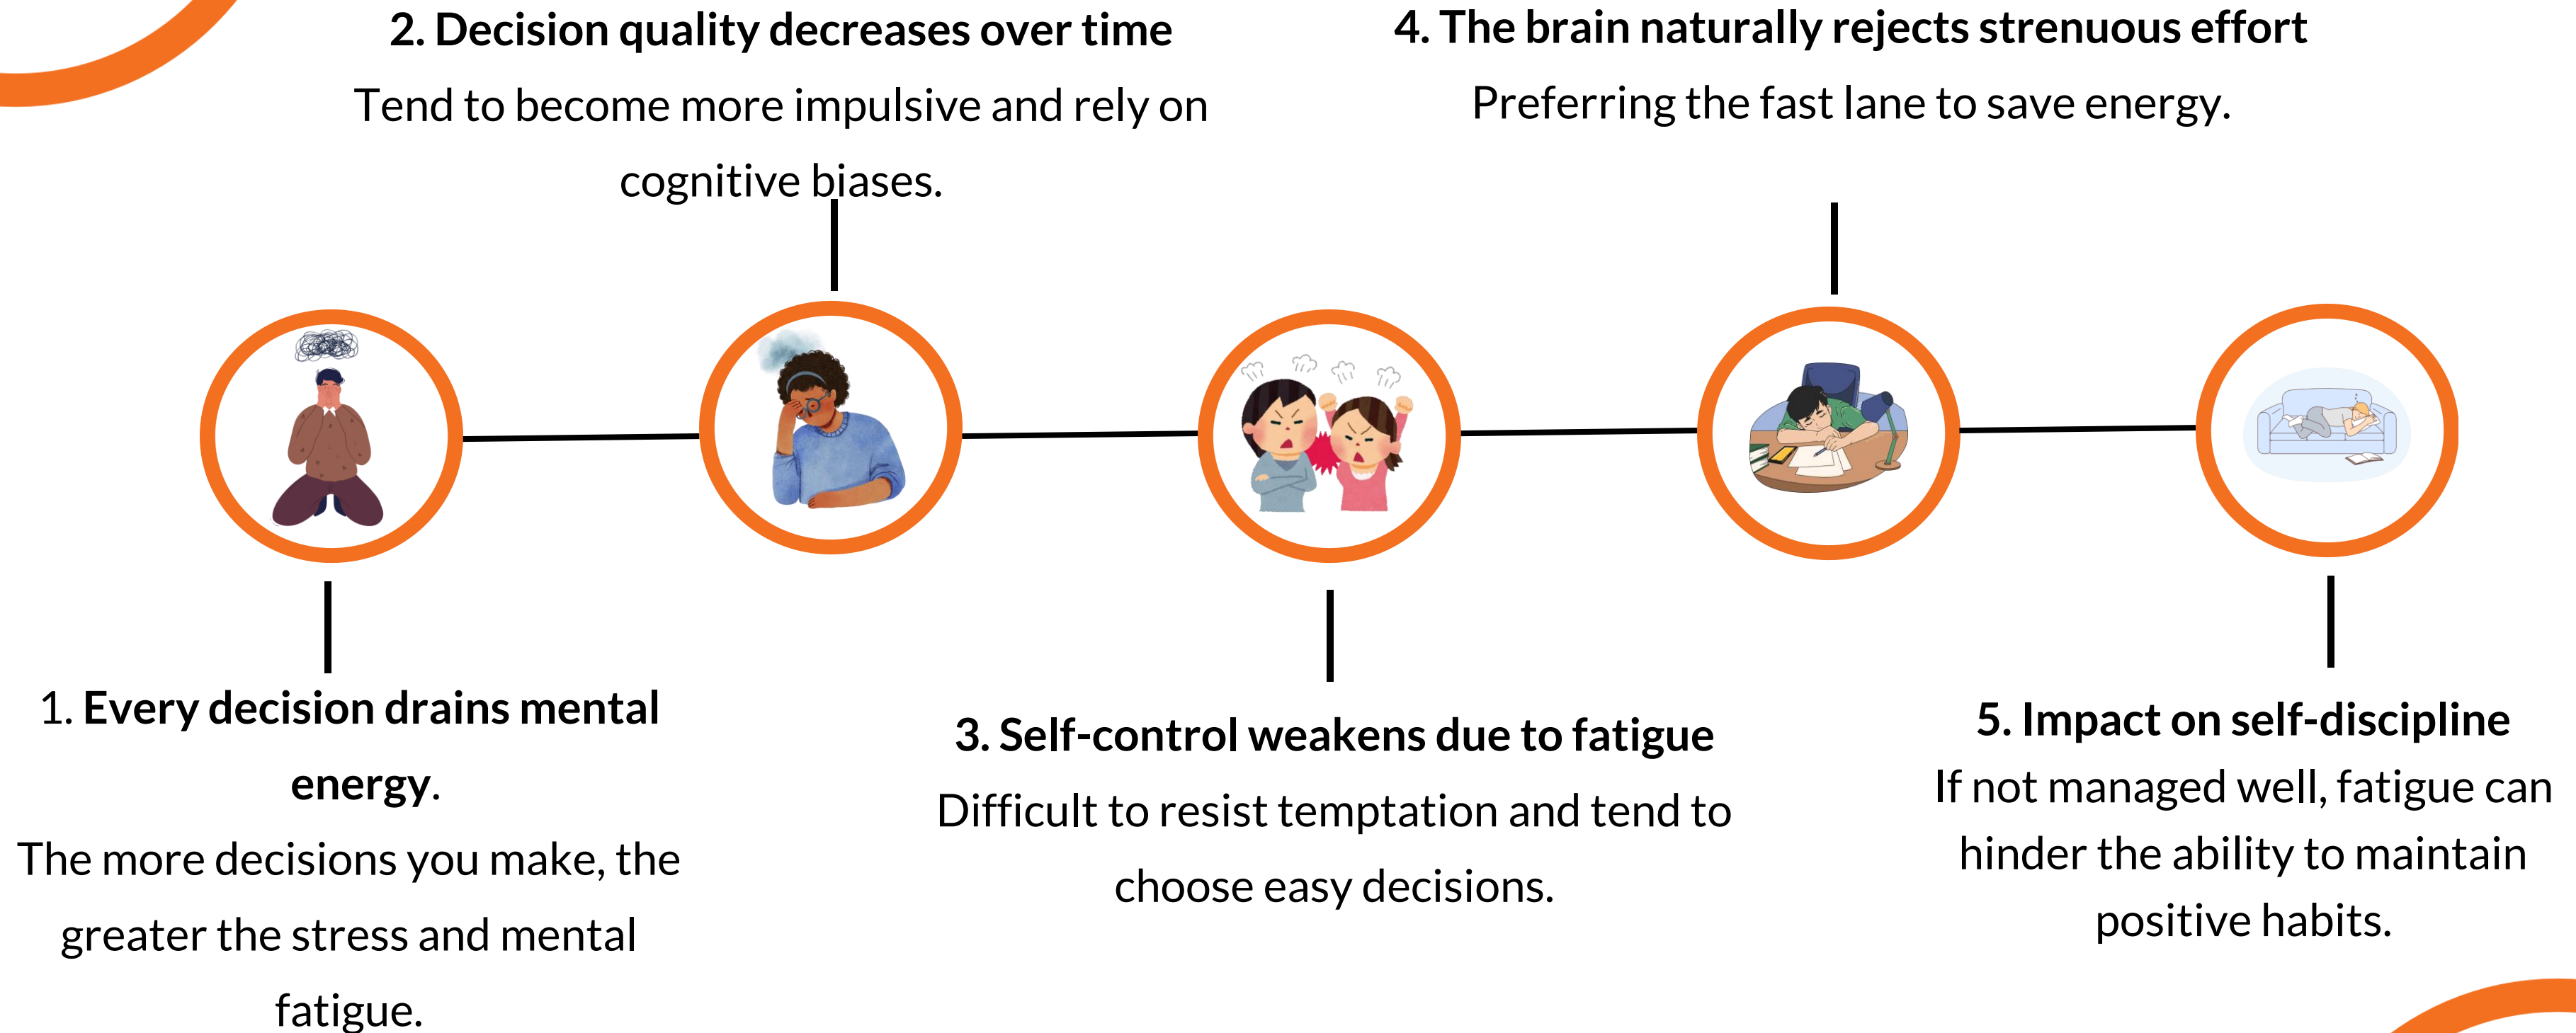 2. Decision quality decreases over time
Tend to become more impulsive and rely on
cognitive biases.
4. The brain naturally rejects strenuous effort
Preferring the fast lane to save energy.
1. Every decision drains mental
energy.
The more decisions you make, the
greater the stress and mental
fatigue.
3. Self-control weakens due to fatigue
Difficult to resist temptation and tend to
choose easy decisions.
5. Impact on self-discipline
If not managed well, fatigue can
hinder the ability to maintain
positive habits.